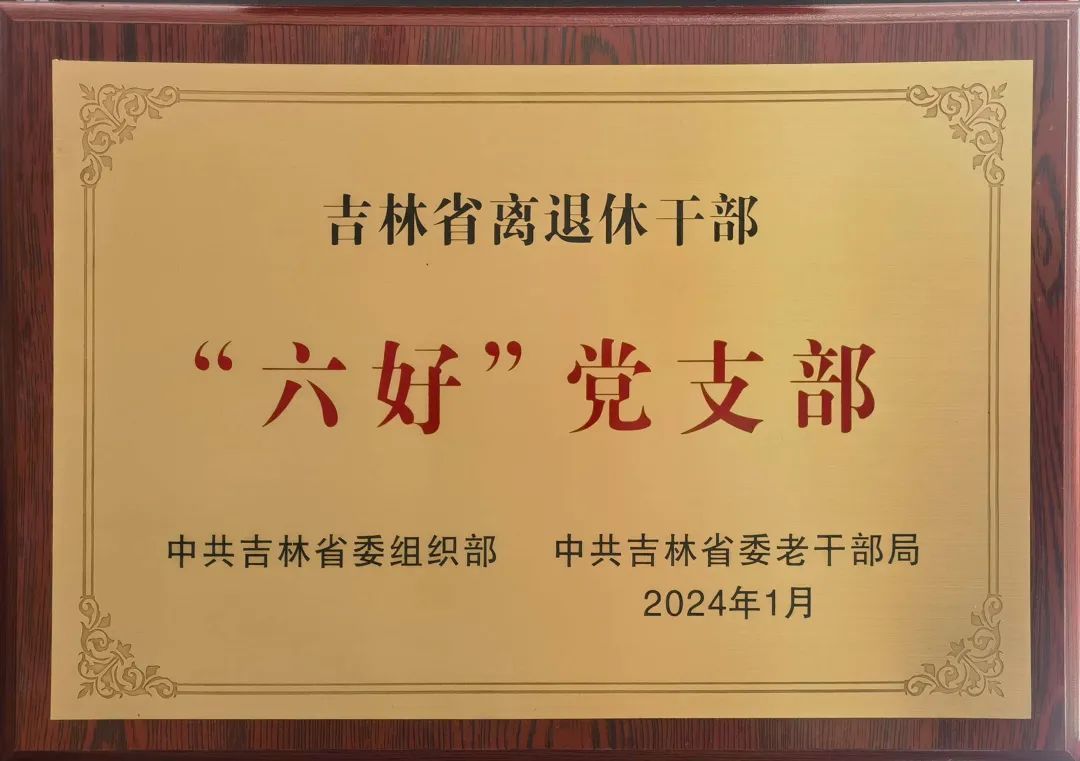 吉林省离退休干部
“六好”党支部
中共吉林省委组织部 中共吉林省委老干部局
2024年1月